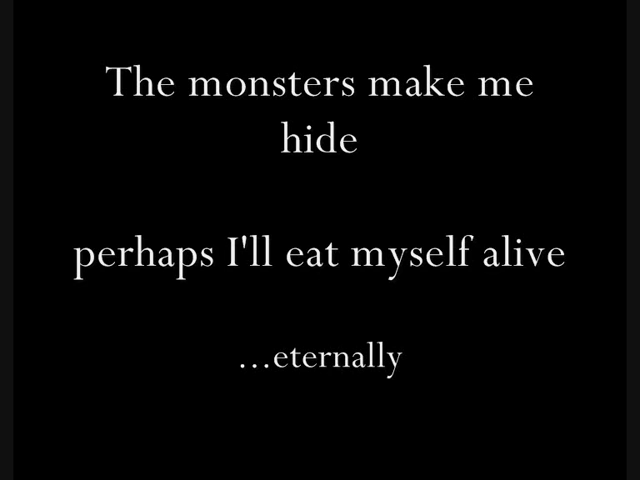 The monsters make me
hide
perhaps I'll eat myself alive
...eternally